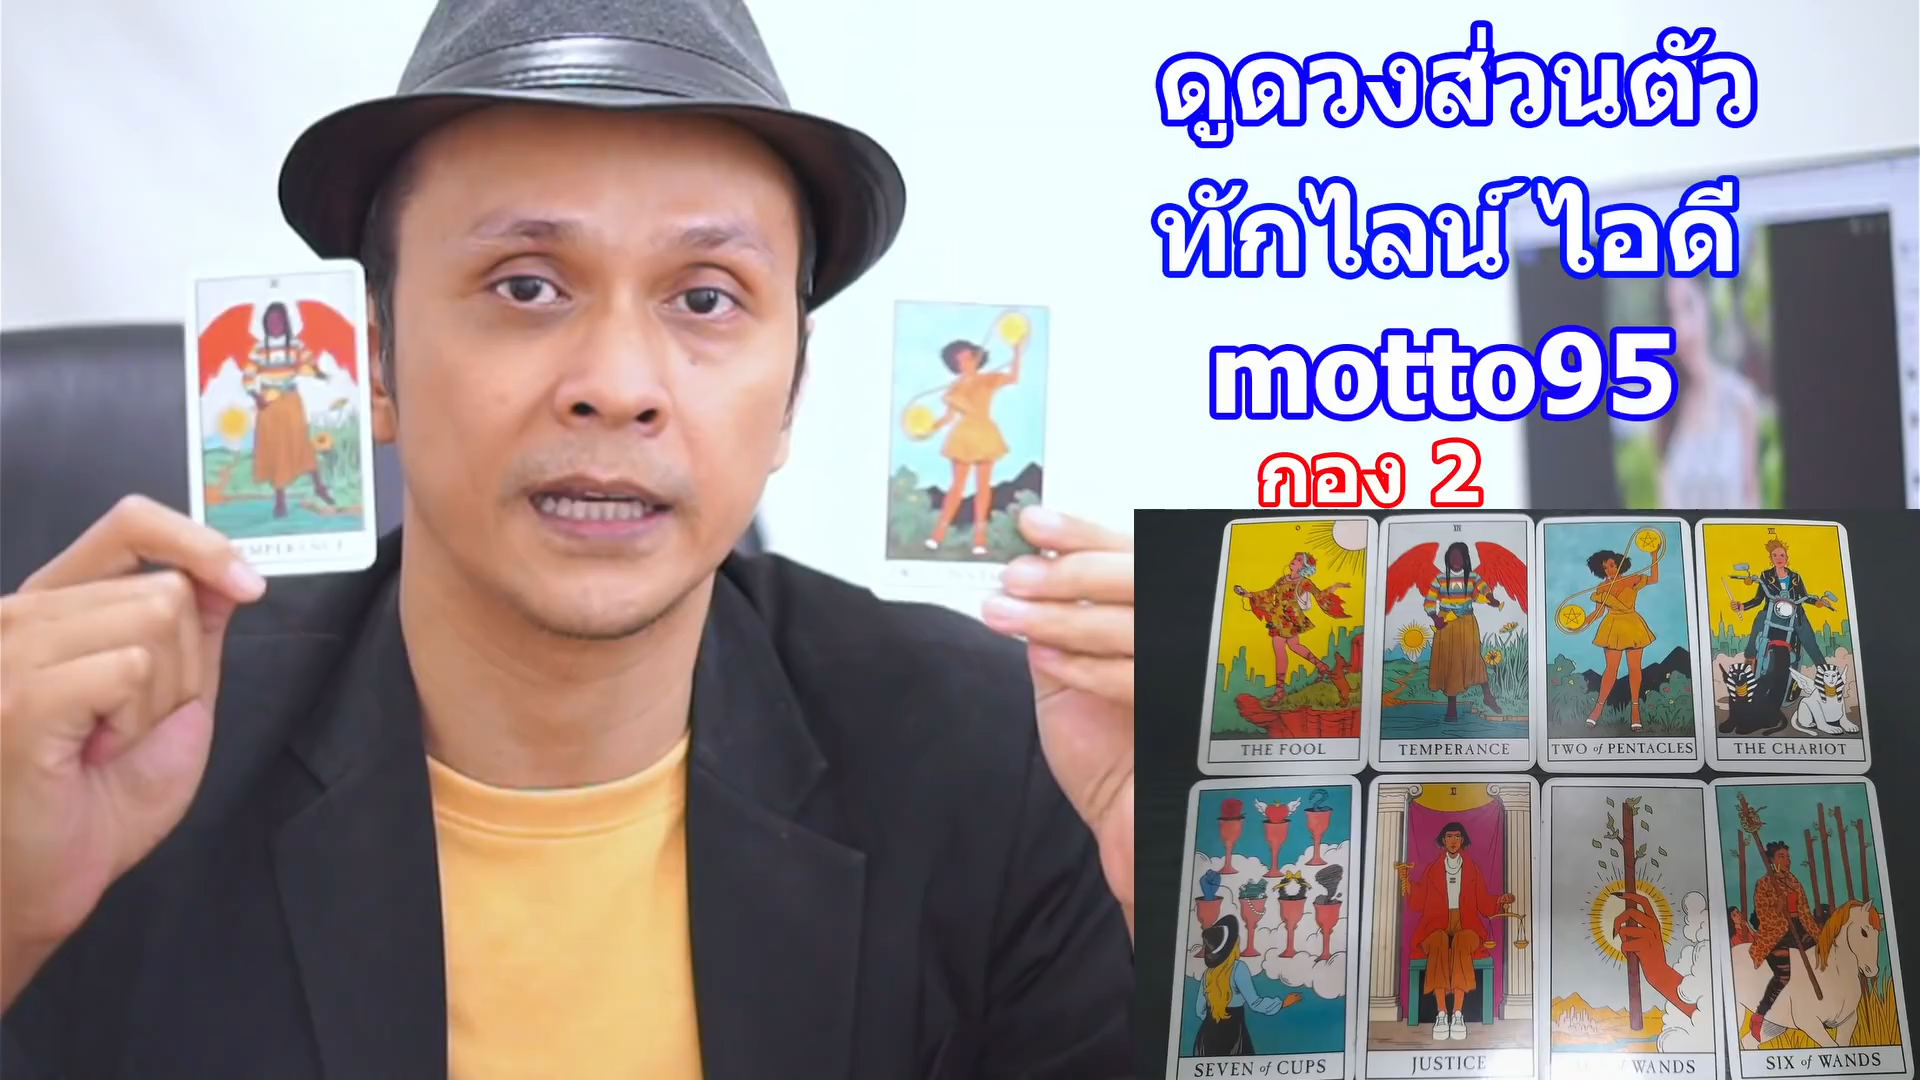 ดูดวงส่วนตัว
ทักไลน์ ไอดี
motto95
กอง 2
TEMPERANCE
THE FOOL
TEMPERANCE
TWO of PENTACLES
THE CHARIOT
SEVEN of CUPS
JUSTICE
of WANDS
SIX of WANDS